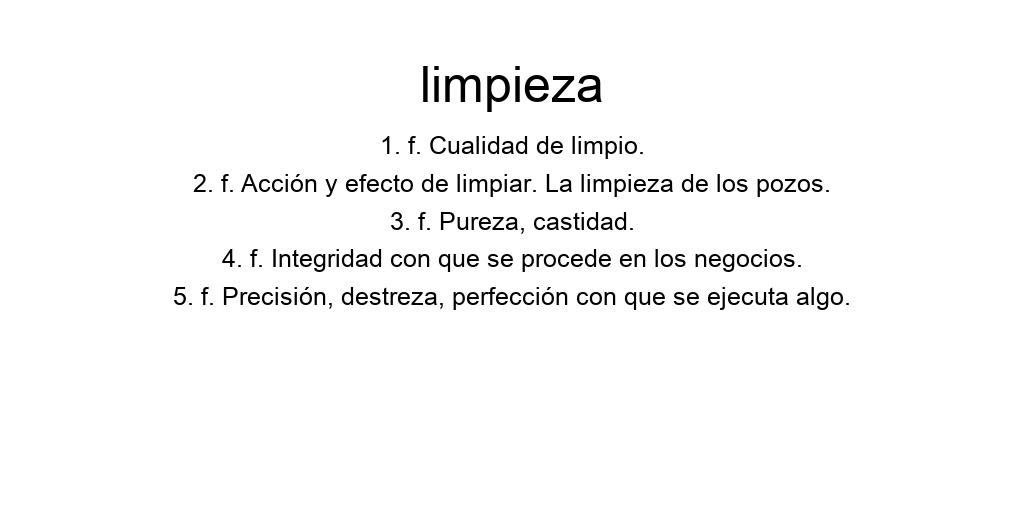 limpieza
1. f. Cualidad de limpio.
2. f. Acción y efecto de limpiar. La limpieza de los pozos.
3. f. Pureza, castidad.
4. f. Integridad con que se procede en los negocios.
5. f. Precisión, destreza, perfección con que se ejecuta algo.